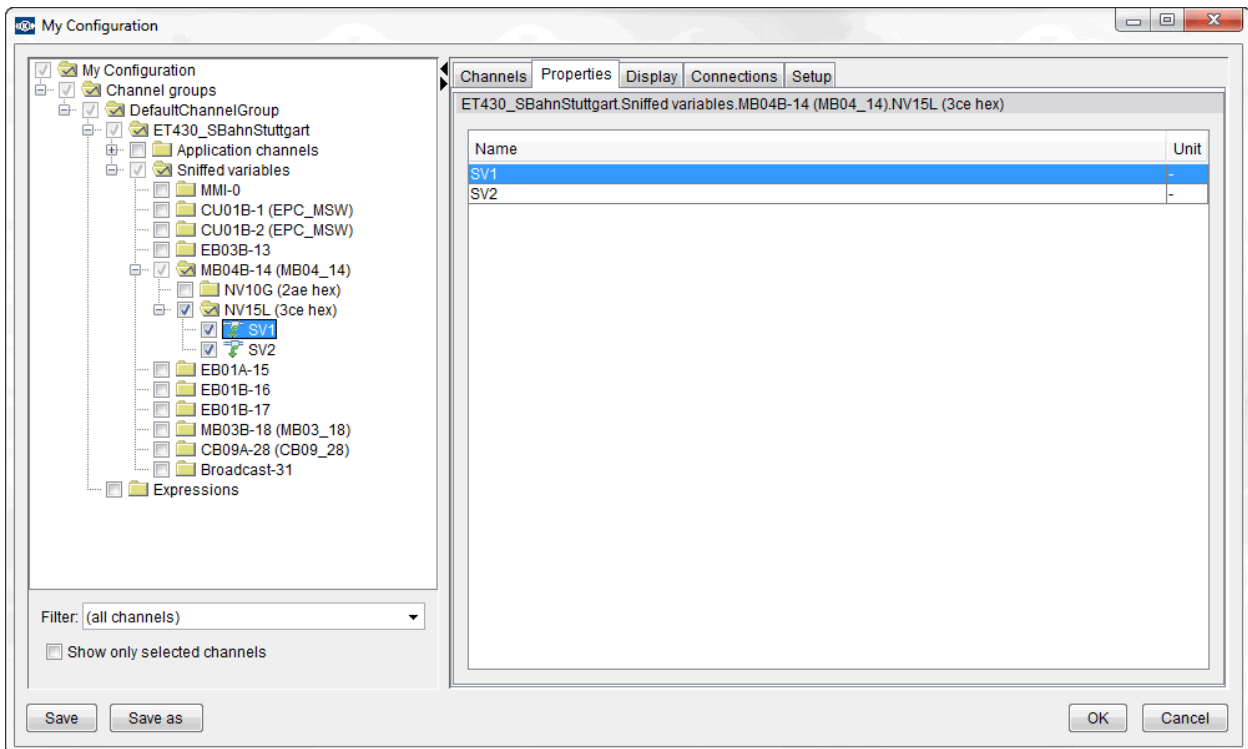 My Configuration
My Configuration
Channel groups
DefaultChannelGroup
ET430_SBahnStuttgart
Application channels
Sniffed variables
MMI-0
CU01B-1 (EPC_MSW)
CU01B-2 (EPC_MSW)
EB03B-13
MB04B-14 (MB04_14)
NV10G (2ae hex)
NV15L (3ce hex)
SV1
SV2
EB01A-15
EB01B-16
EB01B-17
MB03B-18 (MB03_18)
CB09A-28 (CB09_28)
Broadcast-31
Expressions
Filter: (all channels)
Show only selected channels
Channels Properties Display Connections Setup
ET430_SBahnStuttgart.Sniffed variables.MB04B-14 (MB04_14).NV15L (3ce hex)
Name Unit
SV1 -
SV2 -
Save Save as OK Cancel